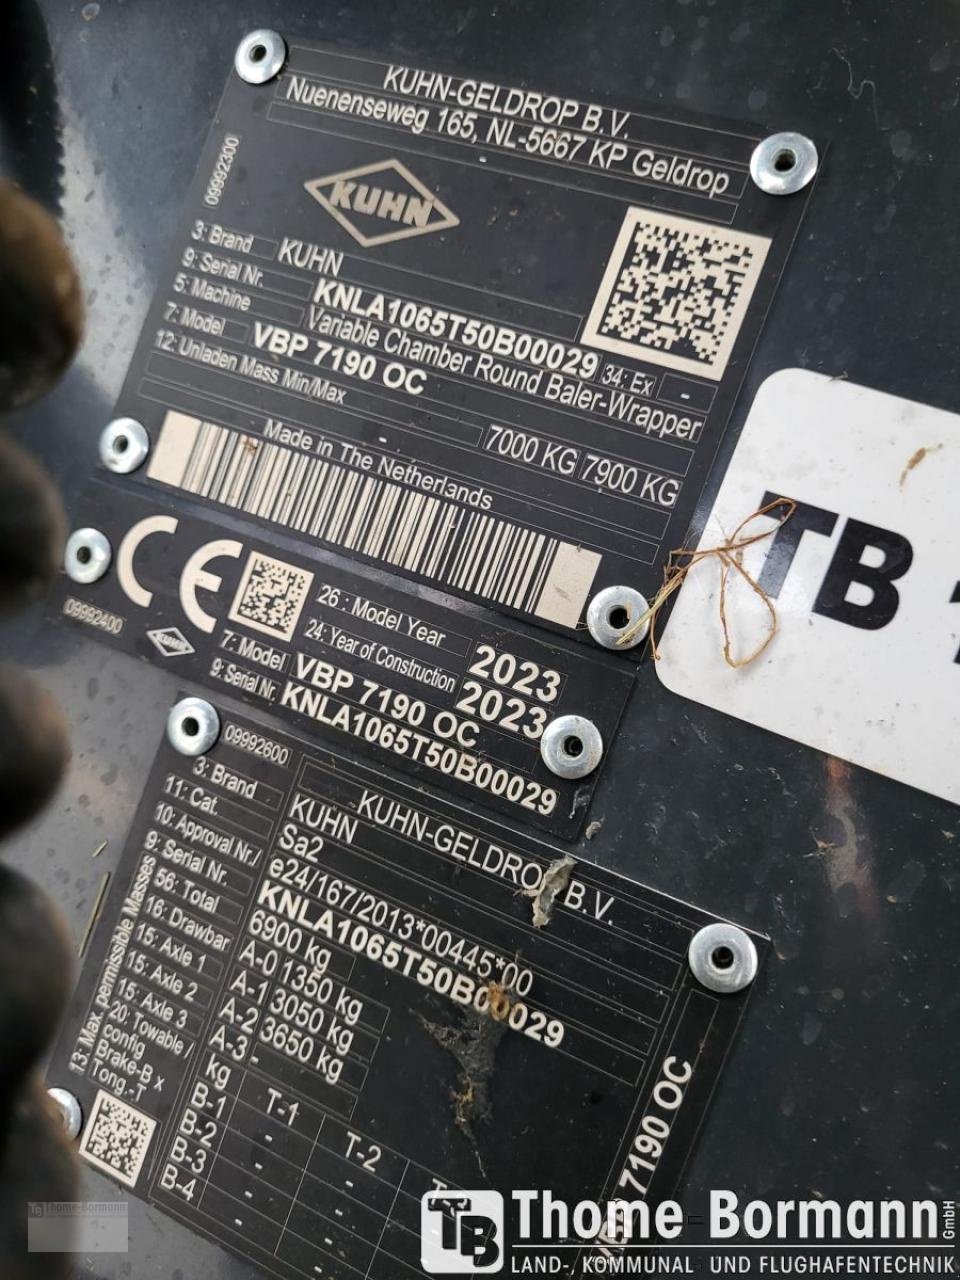 KUHN-GELDROP B.V.
Nuenenseweg 165, NL-5667 KP Geldrop
-
09992300
KUHN
3: Brand KUHN
9: Serial Nr. KNLA1065T50B00029 34: Ex -
5: Machine Variable Chamber Round Baler-Wrapper
7: Model VBP 7190 OC
12: Unladen Mass Min/Max - 7000 KG 7900 KG
Made in The Netherlands
CE
09992400
KUHN
26 : Model Year 2023
24: Year of Construction 2023
7: Model VBP 7190 OC
9: Serial Nr. KNLA1065T50B00029
09992600
KUHN-GELDROP B.V.
3: Brand KUHN
11: Cat. Sa2
10: Approval Nr./ e24/167/2013*00445*00
9: Serial Nr. KNLA1065T50B00029
13: Max. permissible Masses
56: Total 6900 kg
16: Drawbar A-0 1350 kg
15: Axle 1 A-1 3050 kg
15: Axle 2 A-2 3650 kg
15: Axle 3 A-3 -
20: Towable / config
Brake-B x
Tong.-T
kg T-1 T-2
B-1 - -
B-2 - -
B-3 - -
B-4 - -
7190 OC
TB
TB Thome-Bormann GmbH
LAND-, KOMMUNAL UND FLUGHAFENTECHNIK
TB Thome-Bormann